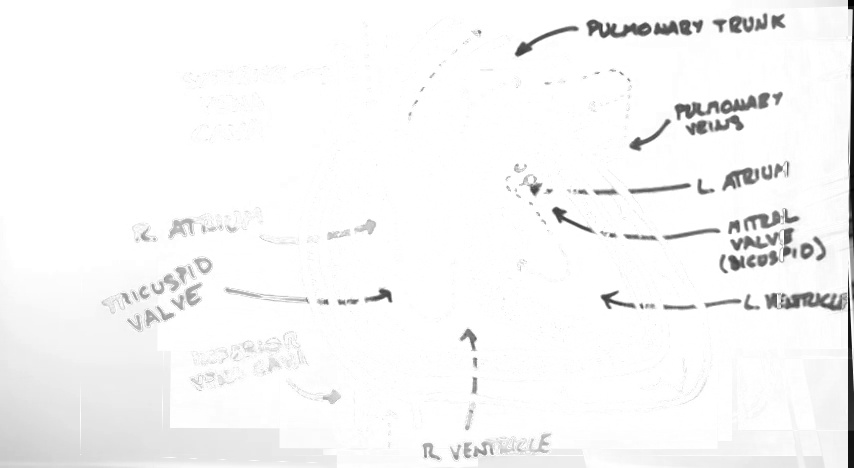 PULMONARY TRUNK
PULMONARY
VEINS
L. ATRIUM
MITRAL
VALVE
(BICUSPID)
L. VENTRICLE
R. ATRIUM
TRICUSPID
VALVE
INFERIOR
VENA CAVA
R VENTRICLE
SUPERIOR
VENA
CAVA